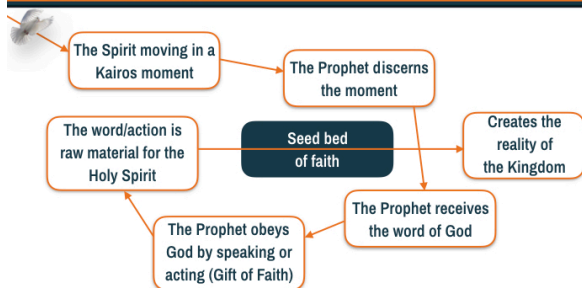 The Spirit moving in a
Kairos moment
The Prophet discerns
the moment
The Prophet receives
the word of God
The Prophet obeys
God by speaking or
acting (Gift of Faith)
The word/action is
raw material for the
Holy Spirit
Seed bed
of faith
Creates the
reality of
the Kingdom